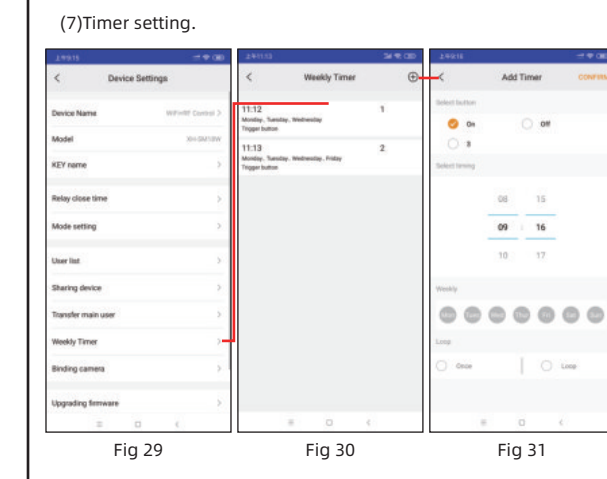 (7)Timer setting.
Device Settings
Device Name WIFI+RF Control >
Model XH-SM18W
KEY name >
Relay close time >
Mode setting >
User list >
Sharing device >
Transfer main user >
Weekly Timer >
Binding camera >
Upgrading firmware >
Fig 29
Weekly Timer
11:12 1
Monday、Tuesday、Wednesday
Trigger button
11:13 2
Monday、Tuesday、Wednesday、Friday
Trigger button
Fig 30
Add Timer CONFIRM
Select button
On Off
3
Select timing
08 15
09 : 16
10 17
Weekly
Mon Tue Wed Thu Fri Sat Sun
Loop
Once Loop
Fig 31